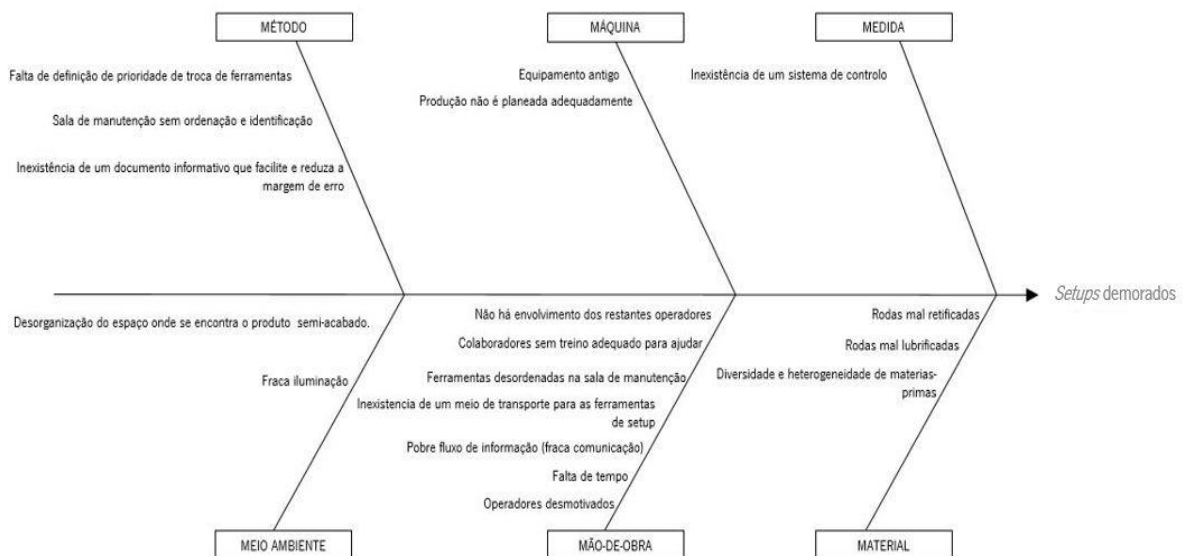 MÉTODO
MÁQUINA
MEDIDA
Falta de definição de prioridade de troca de ferramentas
Sala de manutenção sem ordenação e identificação
Inexistência de um documento informativo que facilite e reduza a
margem de erro
Equipamento antigo
Produção não é planeada adequadamente
Inexistência de um sistema de controlo
Setups demorados
Desorganização do espaço onde se encontra o produto semi-acabado.
Fraca iluminação
Não há envolvimento dos restantes operadores
Colaboradores sem treino adequado para ajudar
Ferramentas desordenadas na sala de manutenção
Inexistencia de um meio de transporte para as ferramentas
de setup
Pobre fluxo de informação (fraca comunicação)
Falta de tempo
Operadores desmotivados
Rodas mal retificadas
Rodas mal lubrificadas
Diversidade e heterogeneidade de materias-
primas
MEIO AMBIENTE
MÃO-DE-OBRA
MATERIAL